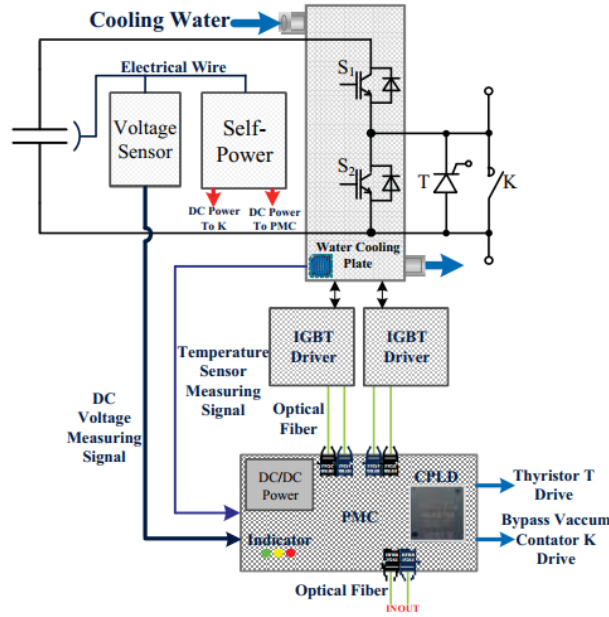 Cooling Water
Electrical Wire
Voltage
Sensor
Self-
Power
S1
S2
T
K
DC Power
To K
DC Power
To PMC
Water Cooling
Plate
IGBT
Driver
IGBT
Driver
Temperature
Sensor
Measuring
Signal
DC
Voltage
Measuring
Signal
Optical
Fiber
DC/DC
Power
CPLD
PMC
Indicator
Thyristor T
Drive
Bypass Vaccum
Contator K
Drive
Optical Fiber
INOUT